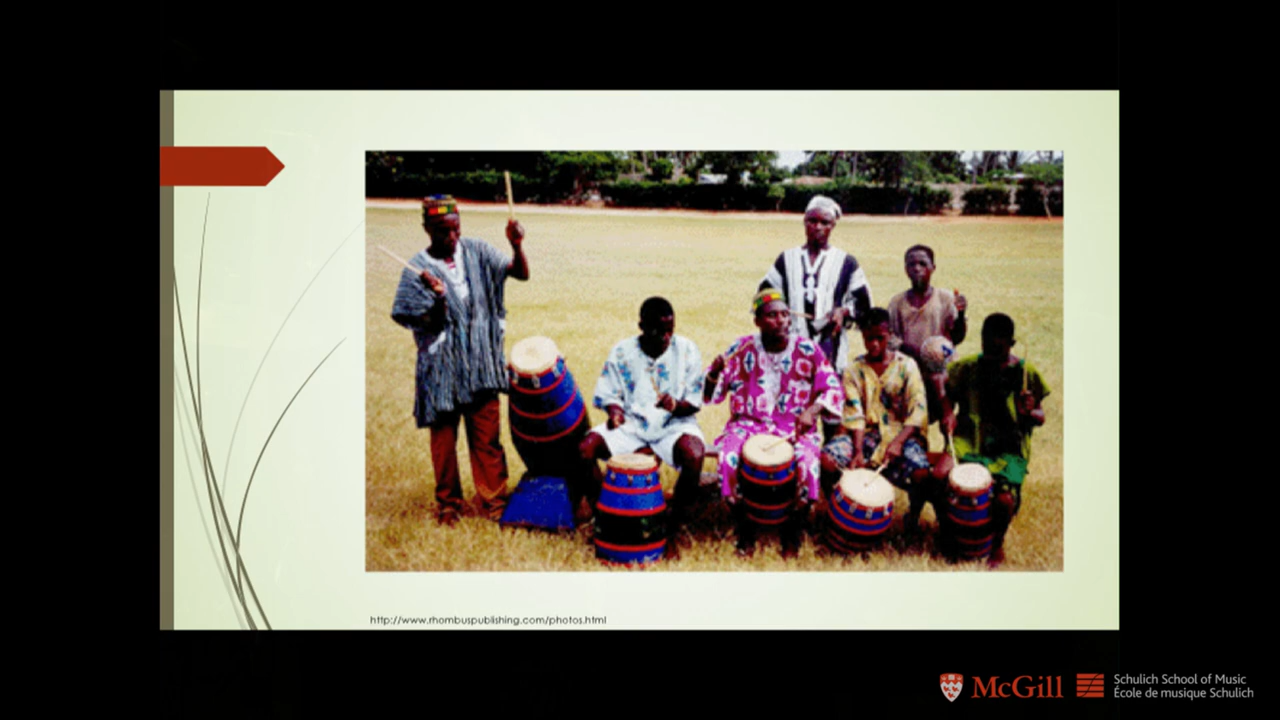 http://www.rhombuspublishing.com/photos.html
McGill
Schulich School of Music
École de musique Schulich